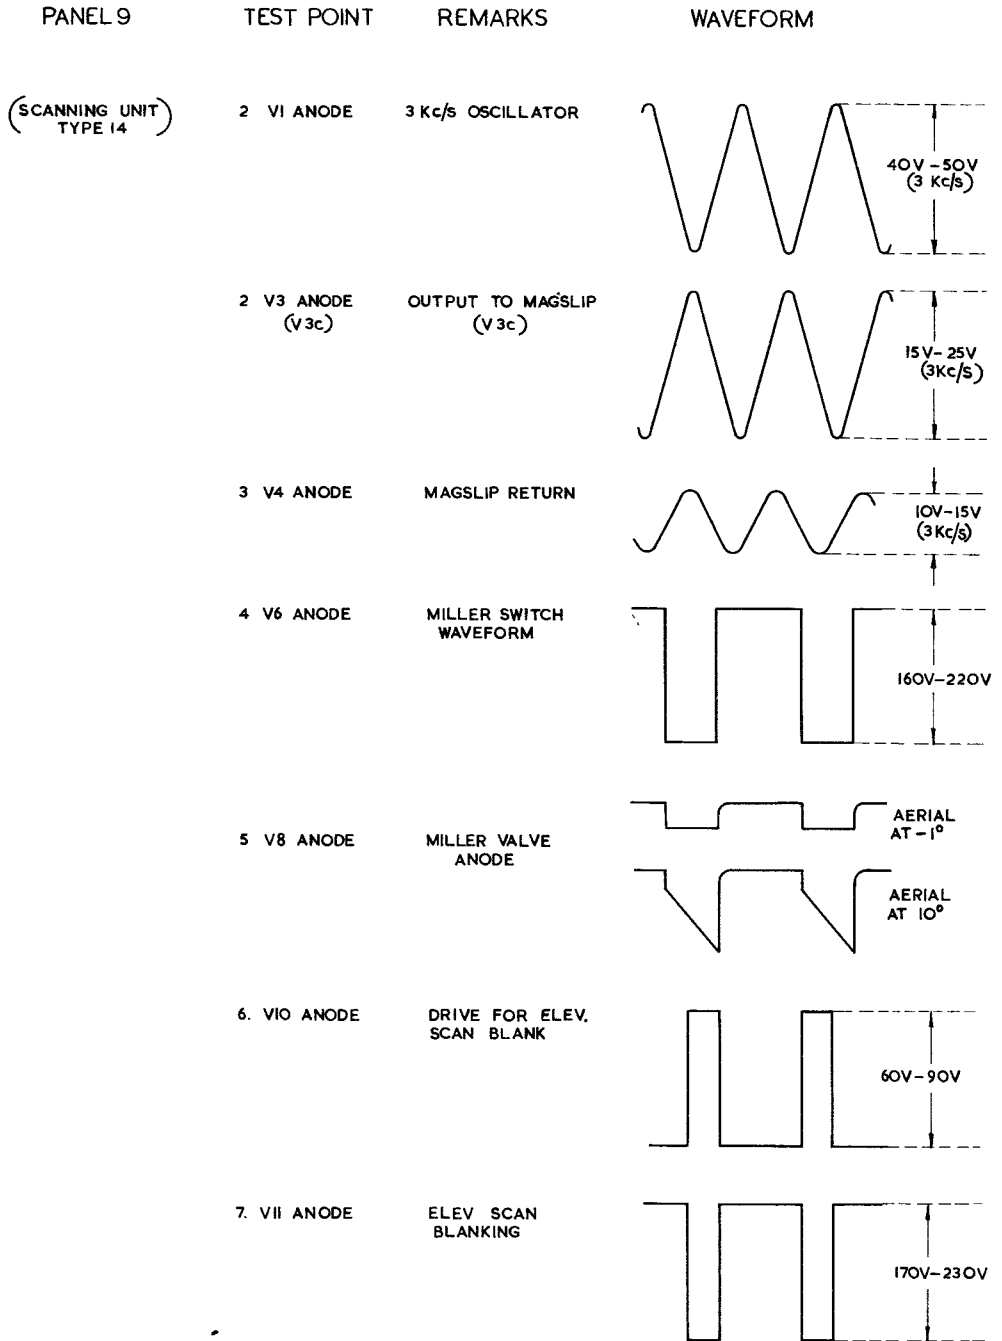 PANEL 9 TEST POINT REMARKS WAVEFORM
(SCANNING UNIT
TYPE 14)
2 V1 ANODE 3 Kc/s OSCILLATOR
40V-50V
(3 Kc/s)
2 V3 ANODE OUTPUT TO MAGSLIP
(V3c) (V3c)
15V-25V
(3Kc/s)
3 V4 ANODE MAGSLIP RETURN
10V-15V
(3Kc/s)
4 V6 ANODE MILLER SWITCH
WAVEFORM
160V-220V
5 V8 ANODE MILLER VALVE
ANODE
AERIAL
AT -1°
AERIAL
AT 10°
6. V10 ANODE DRIVE FOR ELEV.
SCAN BLANK
60V-90V
7. V11 ANODE ELEV SCAN
BLANKING
170V-230V